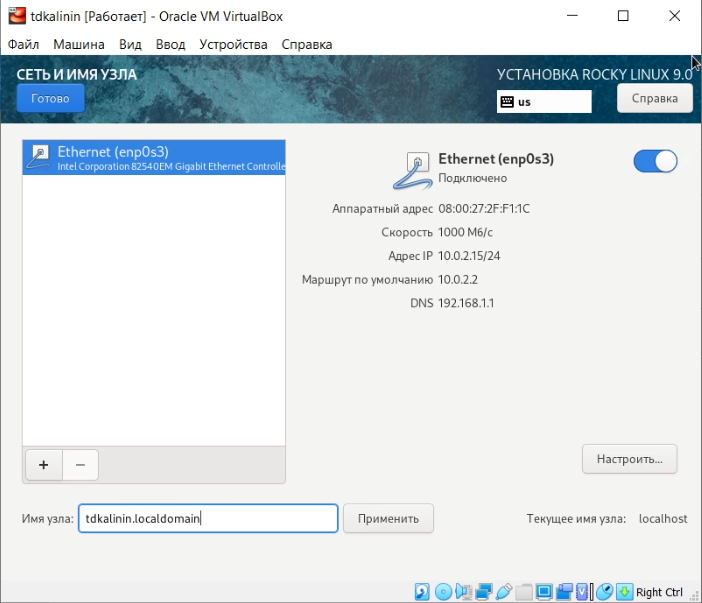 tdkalinin [Работает] - Oracle VM VirtualBox
Файл Машина Вид Ввод Устройства Справка
СЕТЬ И ИМЯ УЗЛА
УСТАНОВКА ROCKY LINUX 9.0
Готово
us
Справка
Ethernet (enp0s3)
Intel Corporation 82540EM Gigabit Ethernet Controlle
Ethernet (enp0s3)
Подключено
Аппаратный адрес 08:00:27:2F:F1:1C
Скорость 1000 Мб/с
Адрес IP 10.0.2.15/24
Маршрут по умолчанию 10.0.2.2
DNS 192.168.1.1
+ −
Настроить...
Имя узла: tdkalinin.localdomain Применить Текущее имя узла: localhost
Right Ctrl